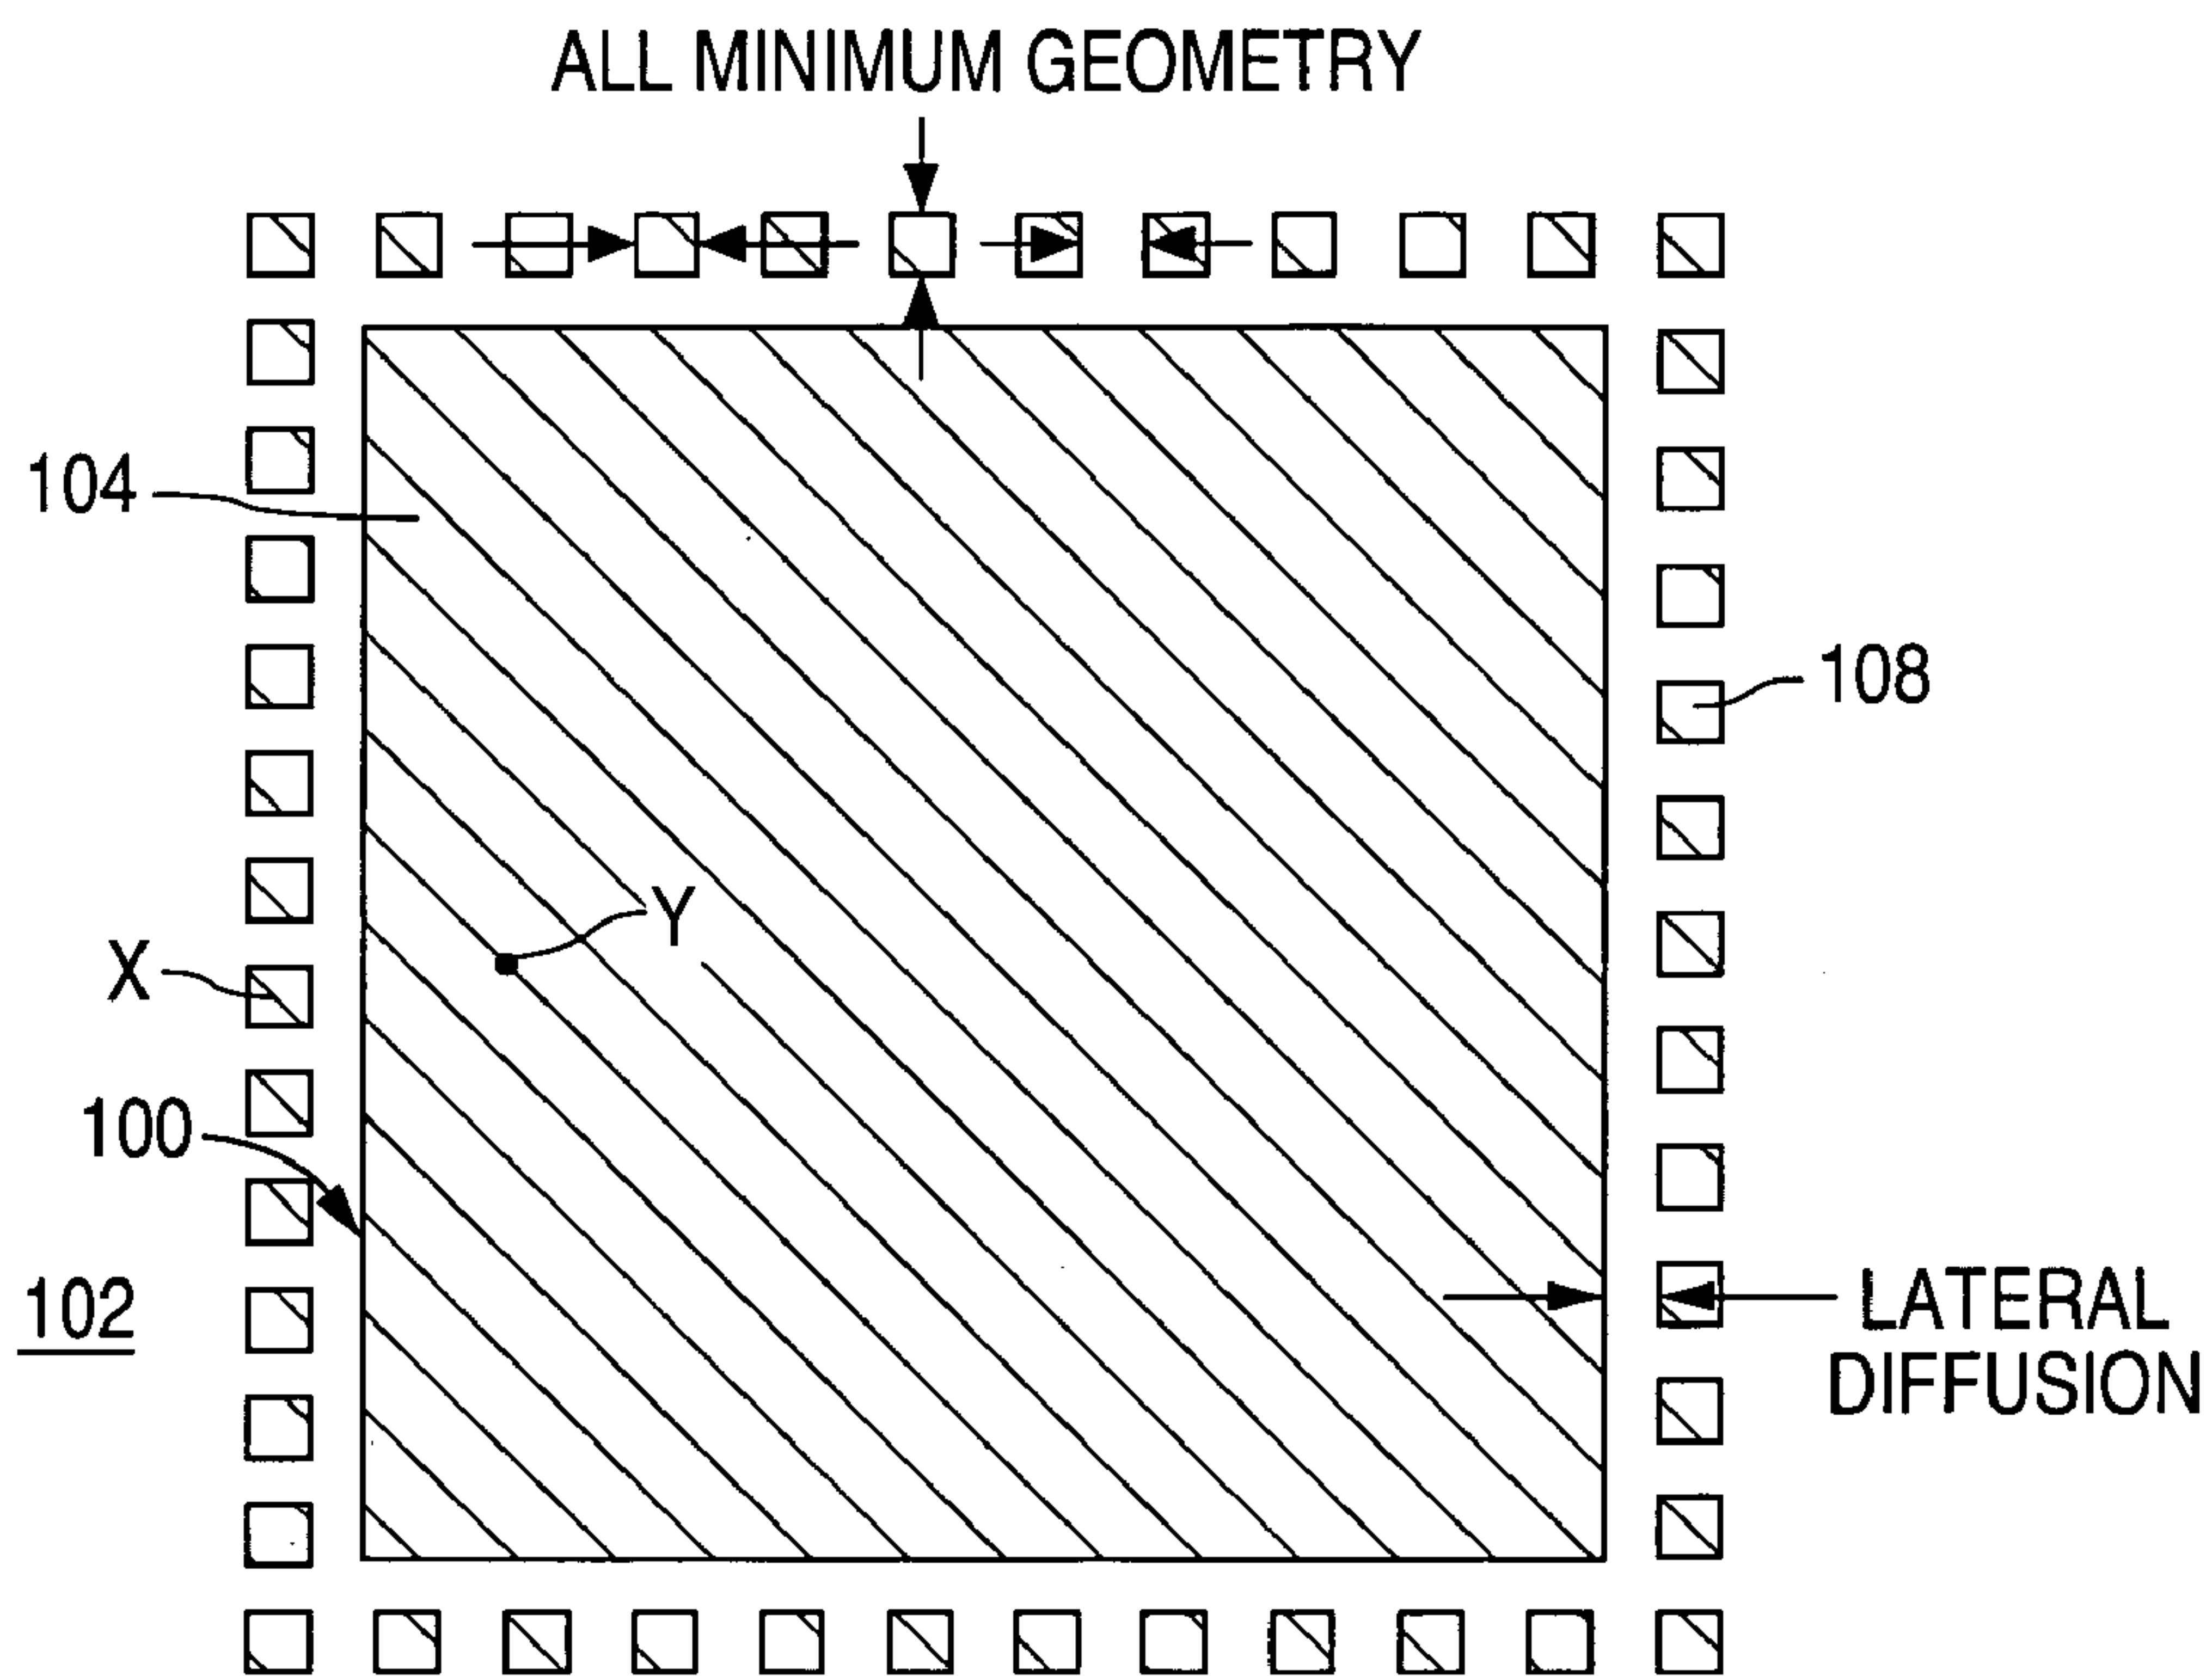 ALL MINIMUM GEOMETRY
104
108
Y
X
100
102
LATERAL
DIFFUSION